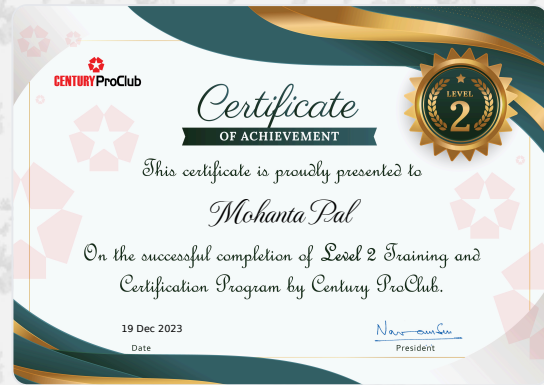 CENTURY ProClub
Certificate
OF ACHIEVEMENT
LEVEL
2
This certificate is proudly presented to
Mohanta Pal
On the successful completion of Level 2 Training and
Certification Program by Century ProClub.
19 Dec 2023
Date
President